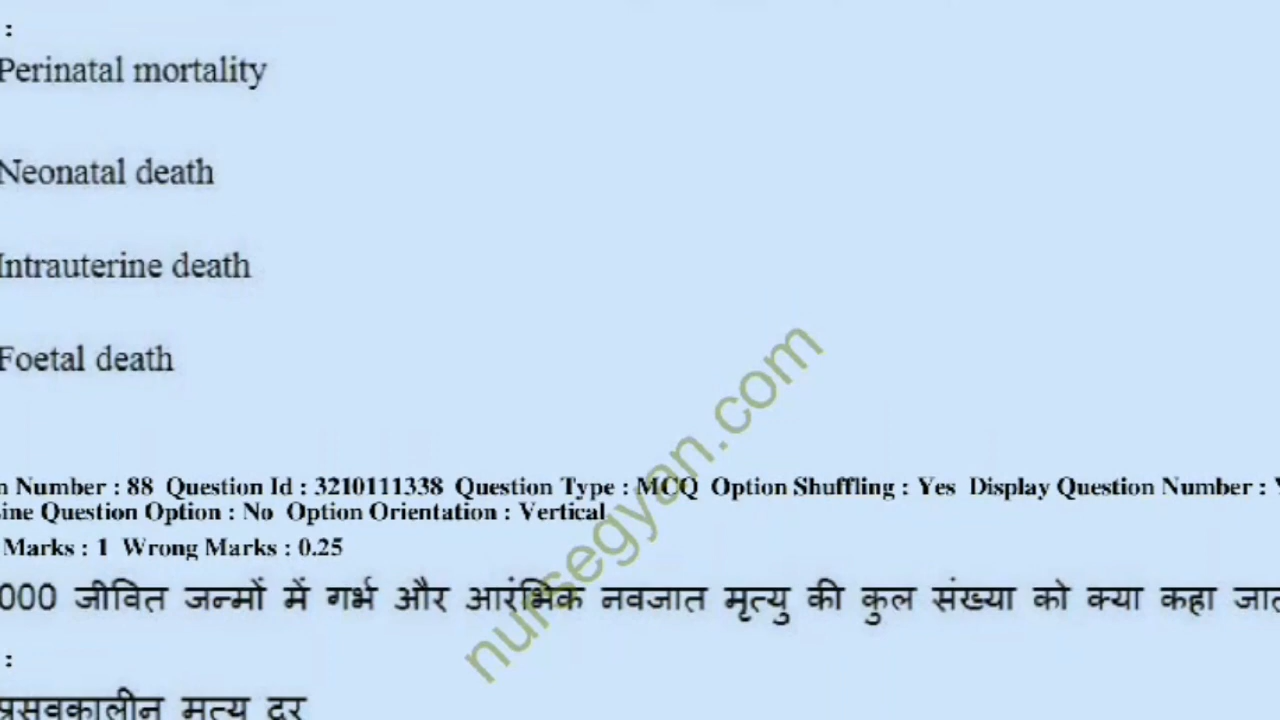 :
Perinatal mortality
Neonatal death
Intrauterine death
Foetal death
Number : 88 Question Id : 3210111338 Question Type : MCQ Option Shuffling : Yes Display Question Number :
Question Option : No Option Orientation : Vertical
Marks : 1 Wrong Marks : 0.25
000 जीवित जन्मों में गर्भ और आरंभिक नवजात मृत्यु की कुल संख्या को क्या कहा
:
प्रसवकालीन मृत्यु दर
nursegyan.com